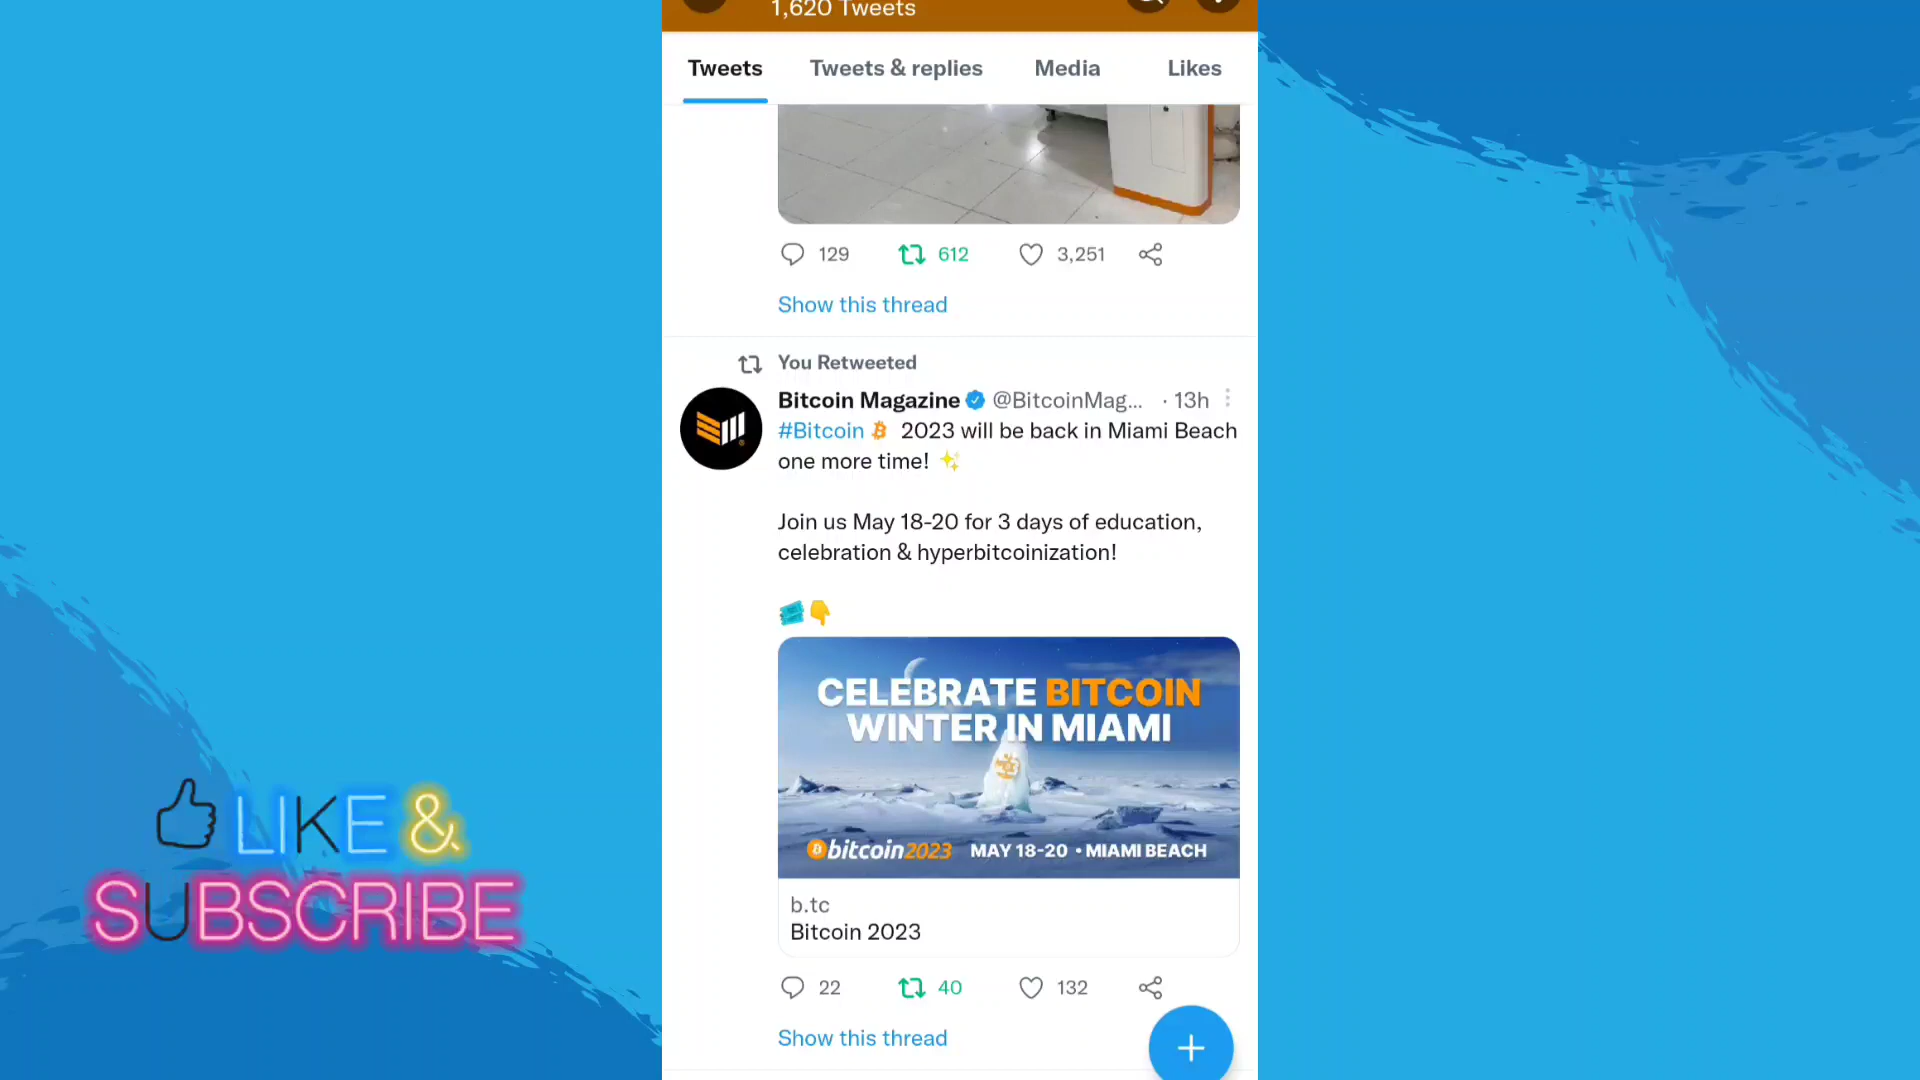 1,620 Tweets
Tweets Tweets & replies Media Likes
129 612 3,251
Show this thread
You Retweeted
Bitcoin Magazine @BitcoinMag... · 13h
#Bitcoin 2023 will be back in Miami Beach
one more time! ✨
Join us May 18-20 for 3 days of education,
celebration & hyperbitcoinization!
🎟👇
CELEBRATE BITCOIN
WINTER IN MIAMI
bitcoin2023 MAY 18-20 • MIAMI BEACH
b.tc
Bitcoin 2023
22 40 132
Show this thread
LIKE &
SUBSCRIBE